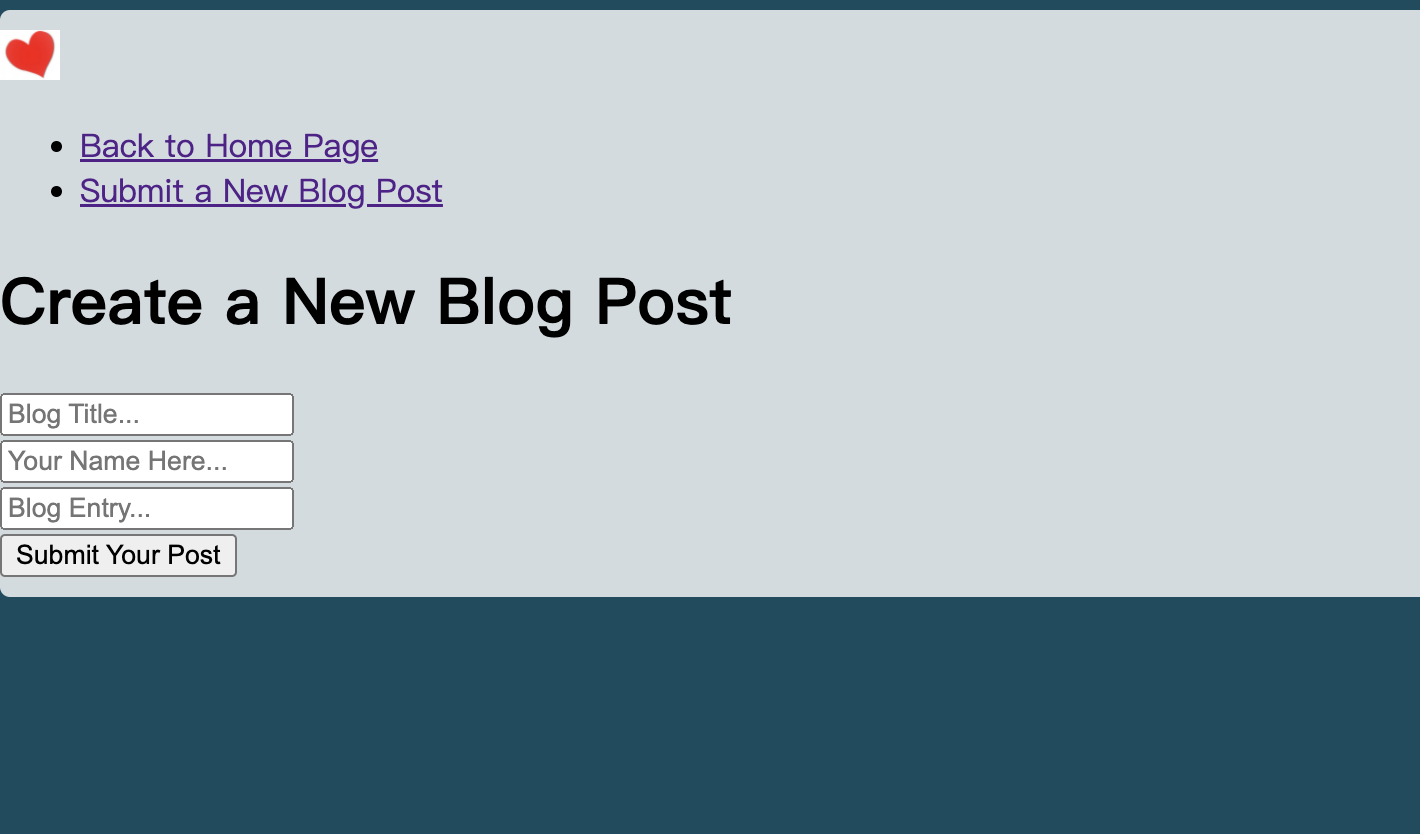 Back to Home Page
Submit a New Blog Post
Create a New Blog Post
Blog Title...
Your Name Here...
Blog Entry...
Submit Your Post